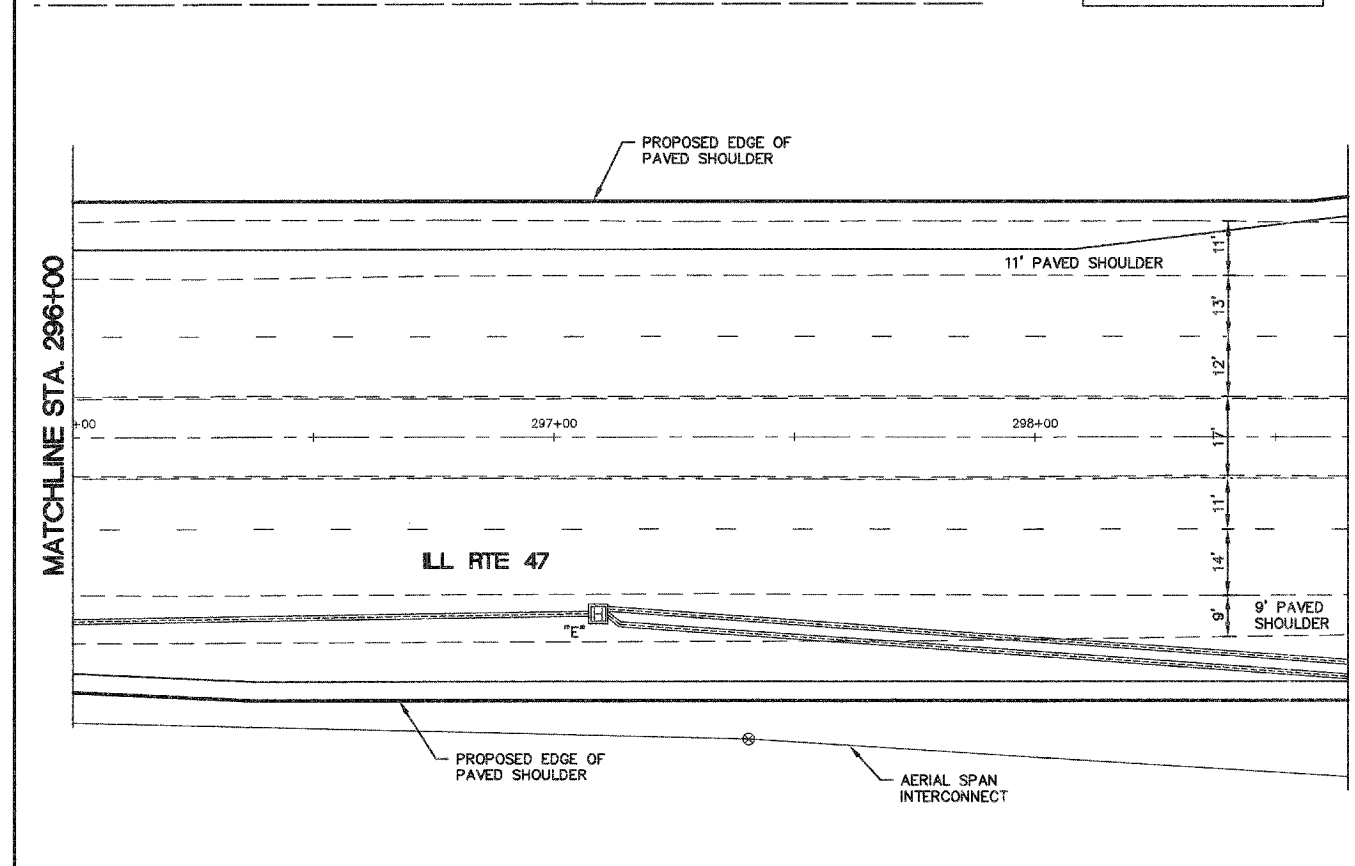 PROPOSED EDGE OF
PAVED SHOULDER
11' PAVED SHOULDER
11'
13'
12'
17'
11'
14'
9'
MATCHLINE STA. 296+00
+00
297+00
298+00
ILL RTE 47
"E"
H
9' PAVED
SHOULDER
PROPOSED EDGE OF
PAVED SHOULDER
AERIAL SPAN
INTERCONNECT